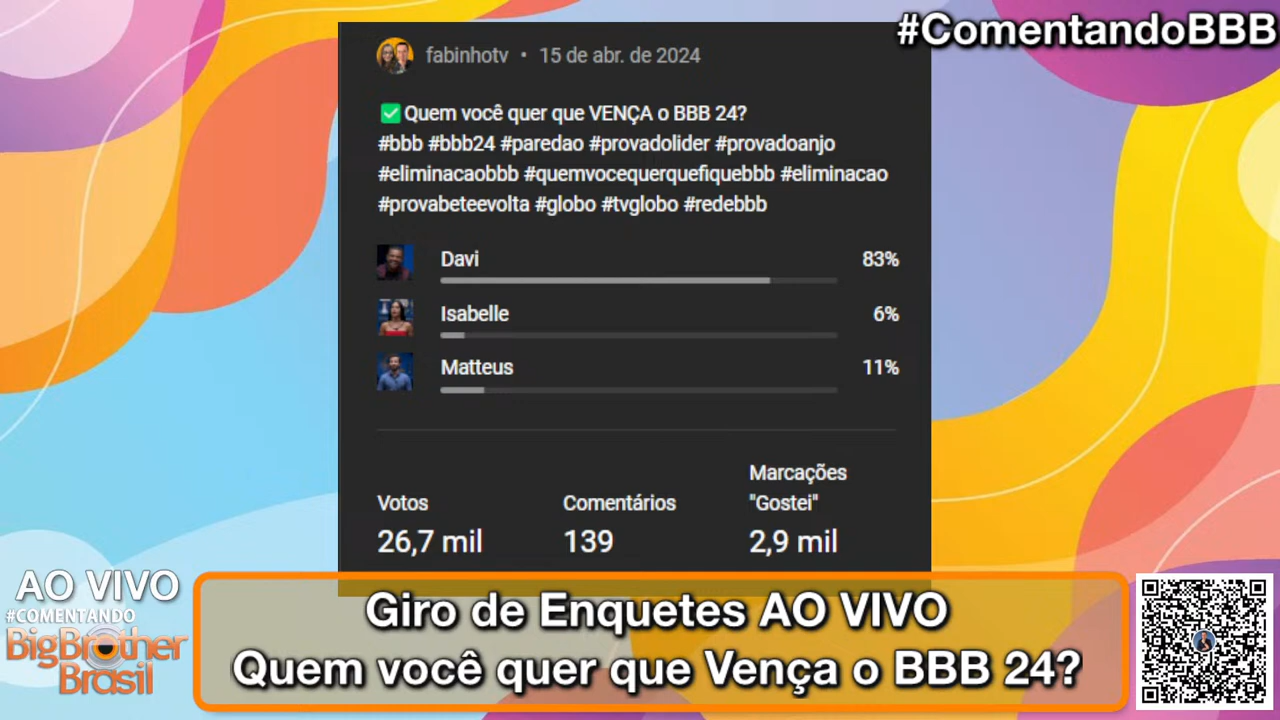 #ComentandoBBB
fabinhotv • 15 de abr. de 2024
✅Quem você quer que VENÇA o BBB 24?
#bbb #bbb24 #paredao #provadolider #provadoanjo
#eliminacaobbb #quemvocequerquefiquebbb #eliminacao
#provabeteevolta #globo #tvglobo #redebbb
Davi 83%
Isabelle 6%
Matteus 11%
Marcações
Votos Comentários "Gostei"
26,7 mil 139 2,9 mil
AO VIVO
#COMENTANDO
BigBrother
Brasil
Giro de Enquetes AO VIVO
Quem você quer que Vença o BBB 24?